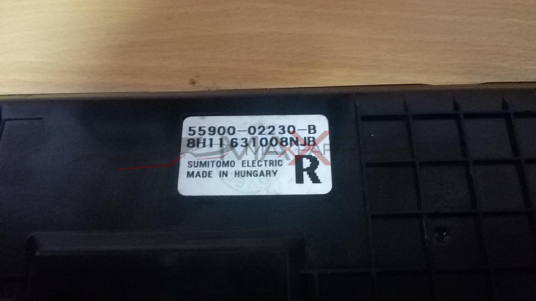 55900-02230-B
8H11631008NJB
SUMITOMO ELECTRIC
MADE IN HUNGARY
R